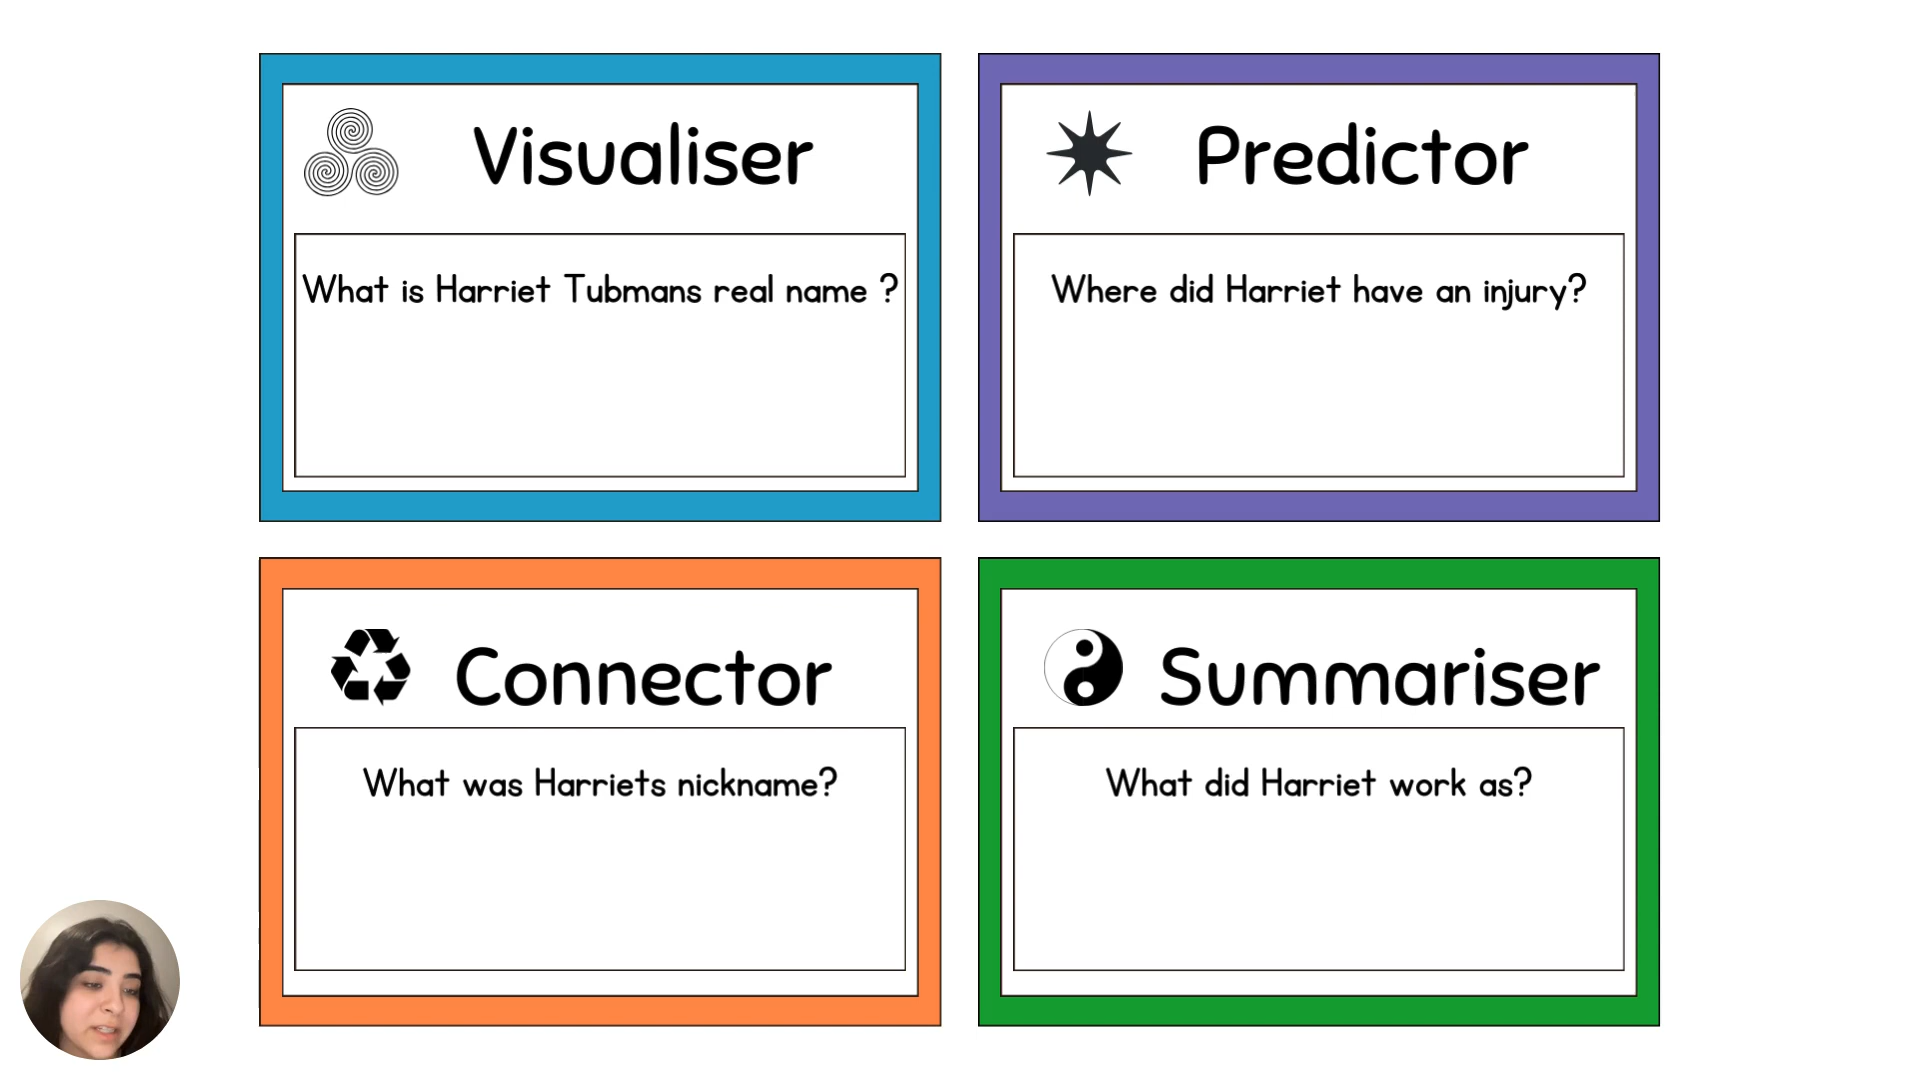 Visualiser
What is Harriet Tubmans real name ?
Predictor
Where did Harriet have an injury?
Connector
What was Harriets nickname?
Summariser
What did Harriet work as?